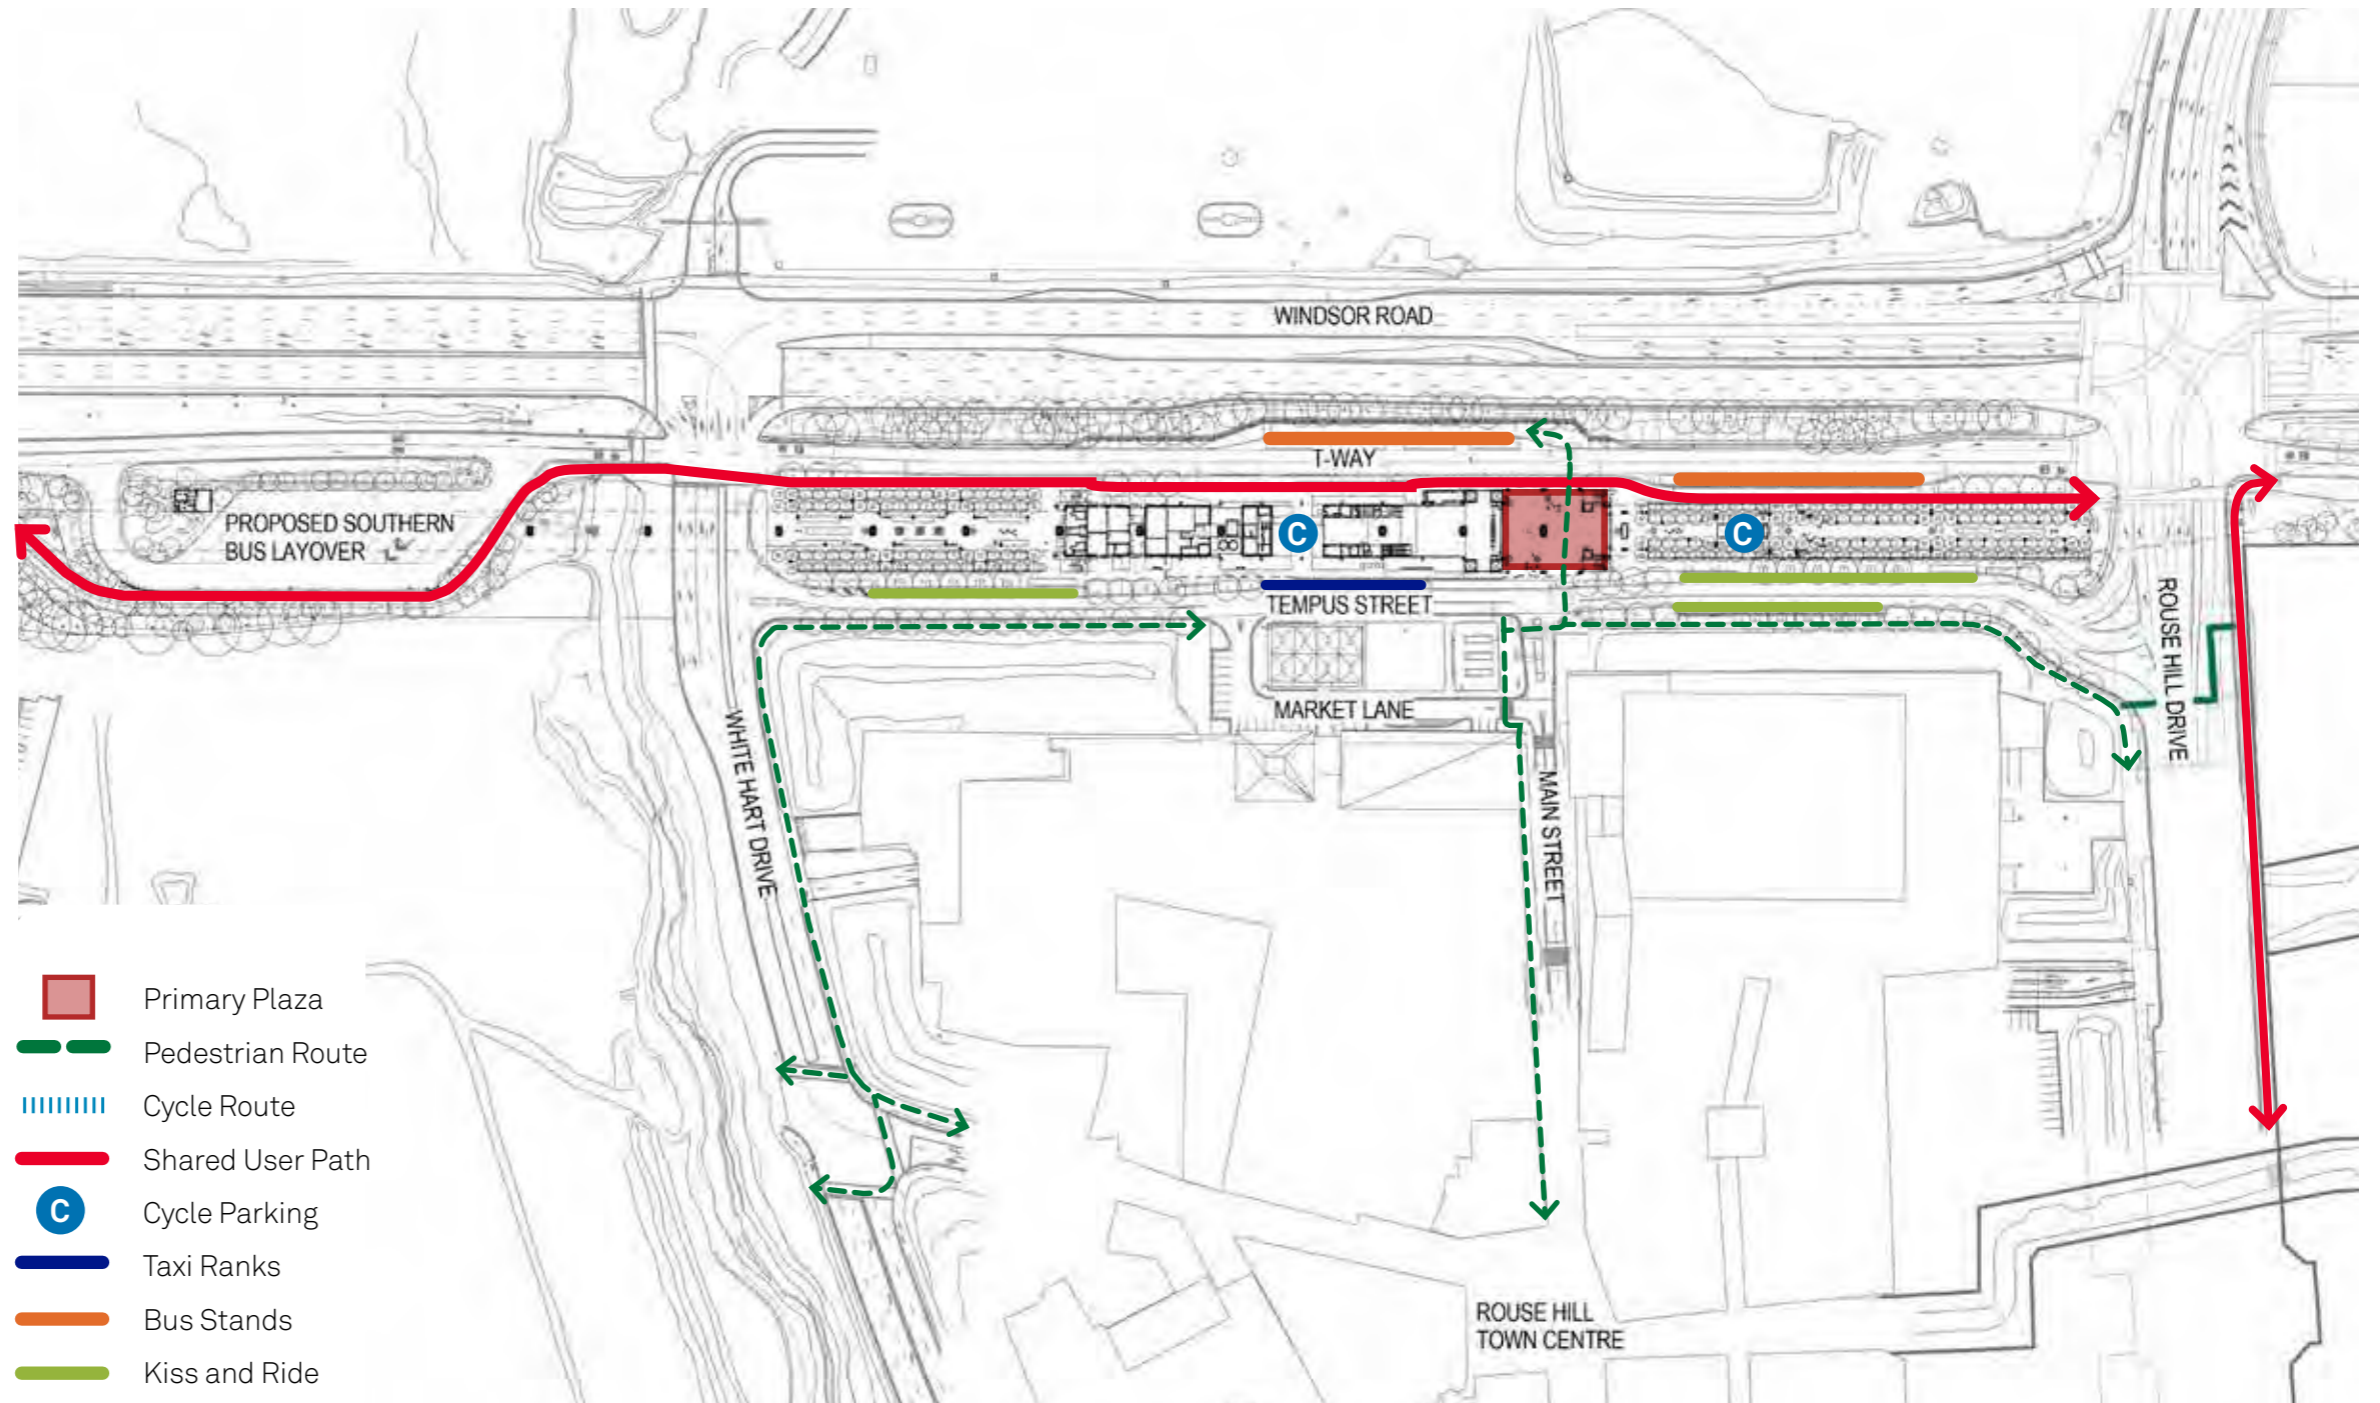 WINDSOR ROAD
T-WAY
PROPOSED SOUTHERN
BUS LAYOVER
C
C
TEMPUS STREET
MARKET LANE
WHITE HART DRIVE
MAIN STREET
ROUSE HILL DRIVE
ROUSE HILL
TOWN CENTRE
Primary Plaza
Pedestrian Route
Cycle Route
Shared User Path
C Cycle Parking
Taxi Ranks
Bus Stands
Kiss and Ride